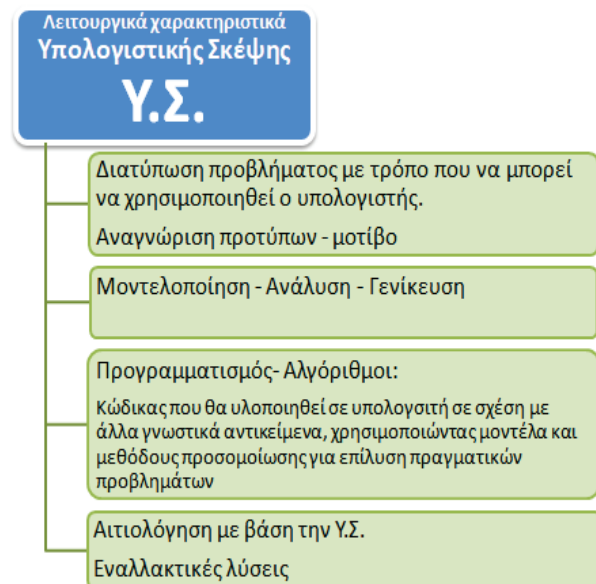 Λειτουργικά χαρακτηριστικά
Υπολογιστικής Σκέψης
Υ.Σ.
Διατύπωση προβλήματος με τρόπο που να μπορεί
να χρησιμοποιηθεί ο υπολογιστής.
Αναγνώριση προτύπων - μοτίβο
Μοντελοποίηση - Ανάλυση - Γενίκευση
Προγραμματισμός- Αλγόριθμοι:
Κώδικας που θα υλοποιηθεί σε υπολογσιτή σε σχέση με
άλλα γνωστικά αντικείμενα, χρησιμοποιώντας μοντέλα και
μεθόδους προσομοίωσης για επίλυση πραγματικών
προβλημάτων
Αιτιολόγηση με βάση την Υ.Σ.
Εναλλακτικές λύσεις